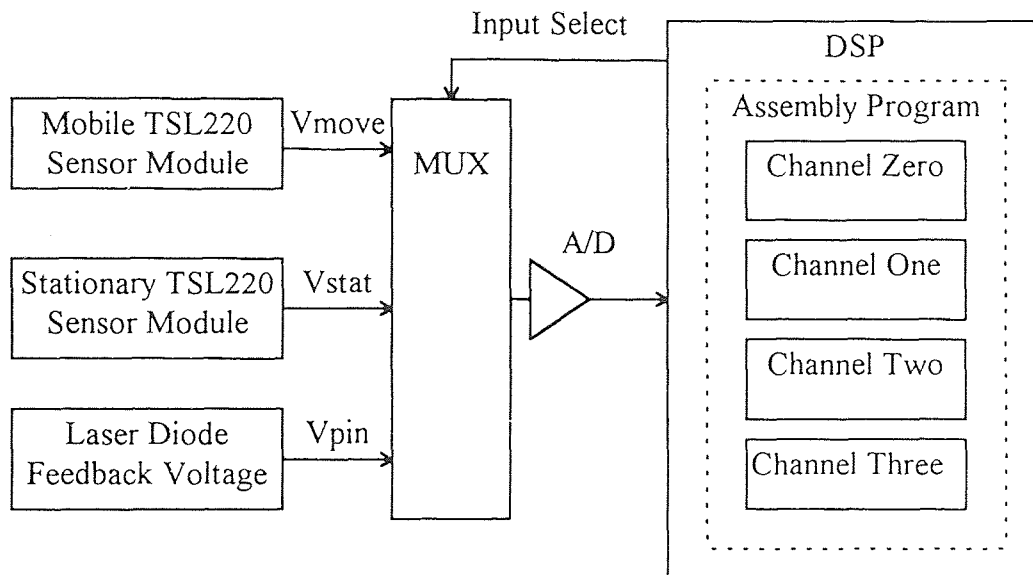 Input Select
DSP
Assembly Program
Mobile TSL220
Sensor Module
Vmove
MUX
Channel Zero
A/D
Channel One
Stationary TSL220
Sensor Module
Vstat
Channel Two
Laser Diode
Feedback Voltage
Vpin
Channel Three